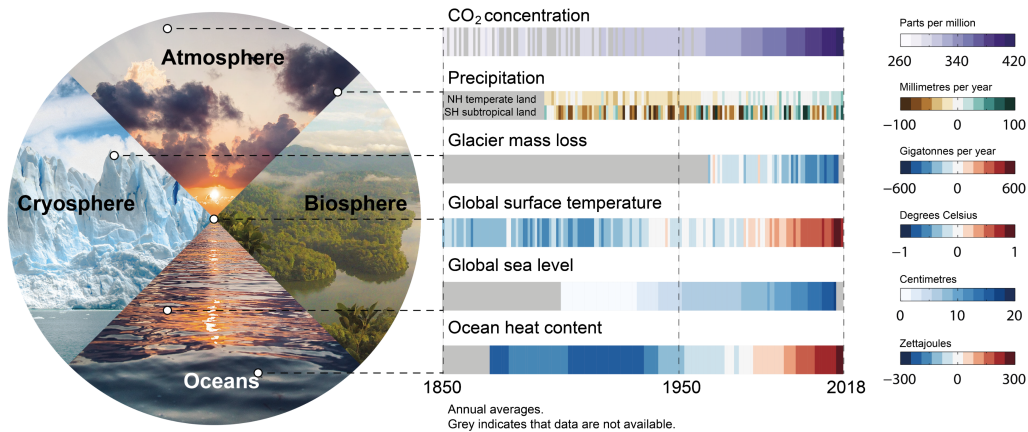 Atmosphere
Cryosphere
Biosphere
Oceans
CO₂ concentration
Precipitation
NH temperate land
SH subtropical land
Glacier mass loss
Global surface temperature
Global sea level
Ocean heat content
1850
1950
2018
Annual averages.
Grey indicates that data are not available.
Parts per million
260 340 420
Millimetres per year
−100 0 100
Gigatonnes per year
−600 0 600
Degrees Celsius
−1 0 1
Centimetres
0 10 20
Zettajoules
−300 0 300